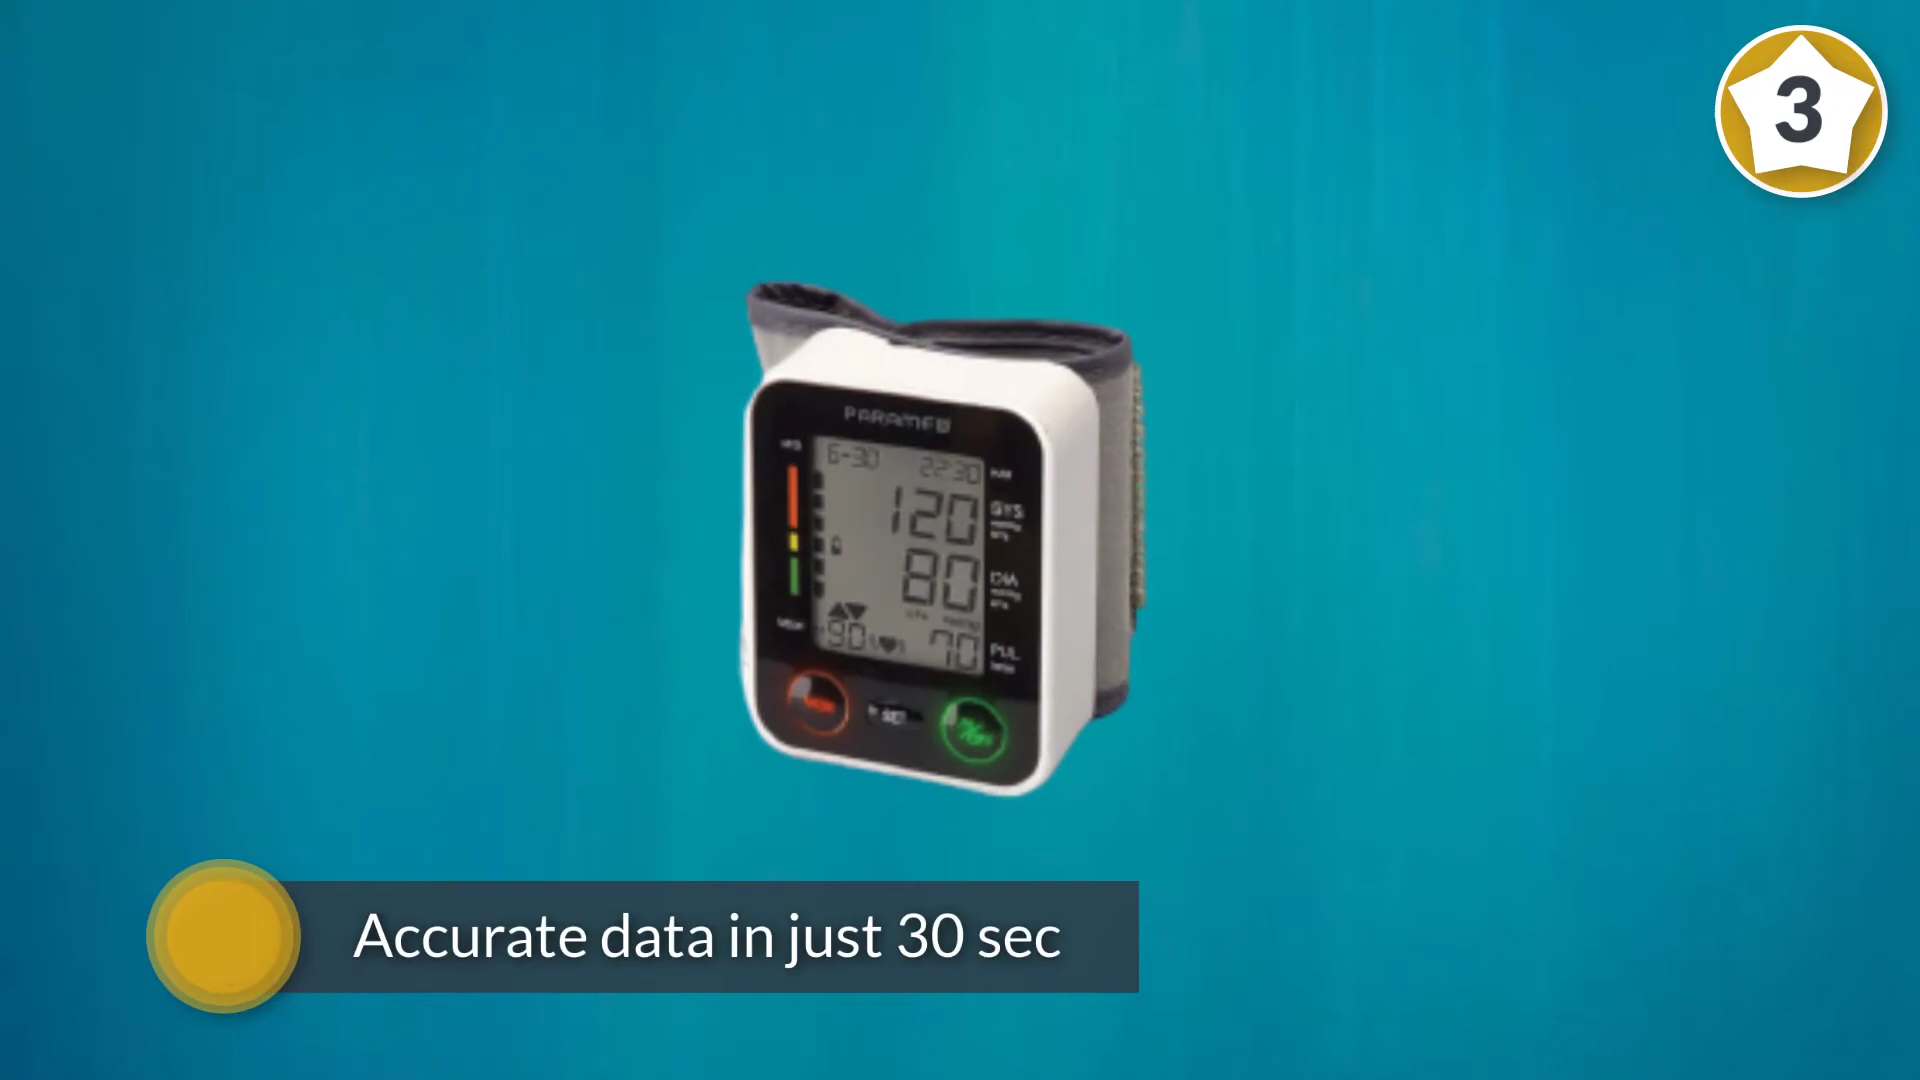 3
PARAMED
6-30 22:30
120
SYS
80
DIA
90 70
PUL
SET
Accurate data in just 30 sec